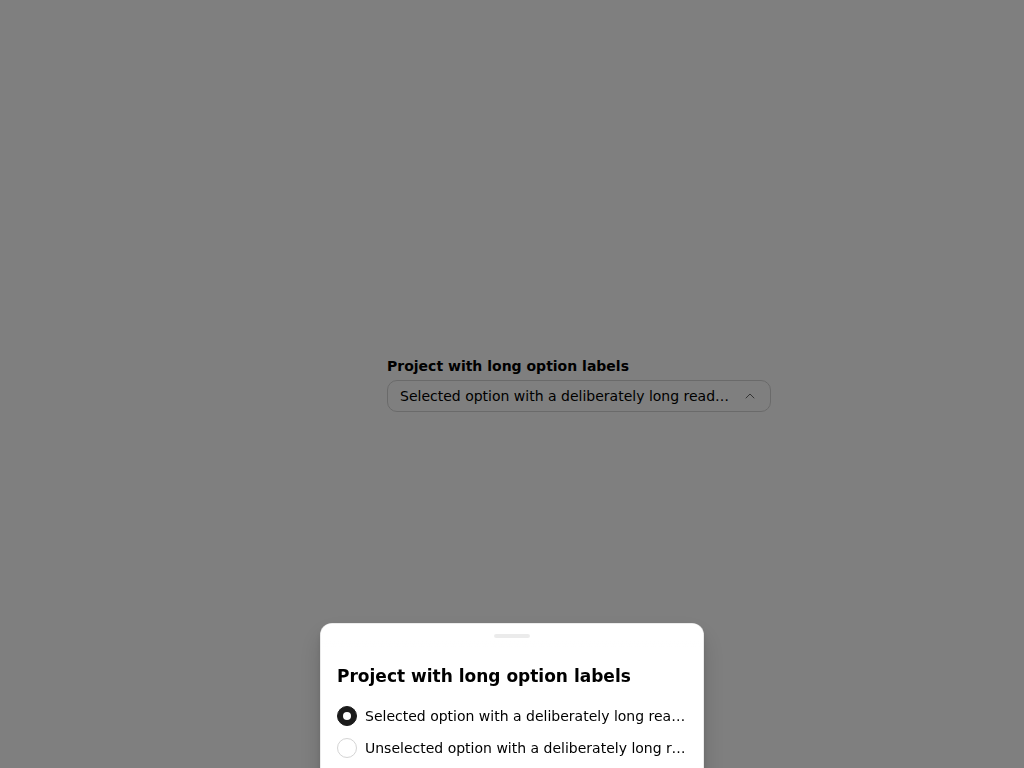 Project with long option labels
Selected option with a deliberately long read…
Project with long option labels
Selected option with a deliberately long rea…
Unselected option with a deliberately long r…